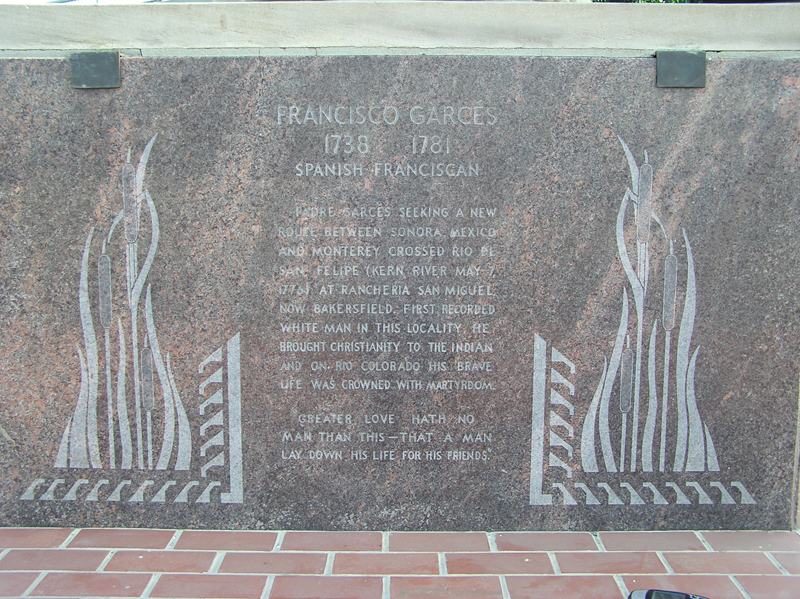 FRANCISCO GARCES
1738 1781
SPANISH FRANCISCAN
PADRE GARCES SEEKING A NEW
ROUTE BETWEEN SONORA, MEXICO
AND MONTEREY CROSSED RIO DE
SAN FELIPE (KERN RIVER MAY 7,
1776) AT RANCHERIA SAN MIGUEL
NOW BAKERSFIELD. FIRST RECORDED
WHITE MAN IN THIS LOCALITY, HE
BROUGHT CHRISTIANITY TO THE INDIAN
AND ON RIO COLORADO HIS BRAVE
LIFE WAS CROWNED WITH MARTYRDOM.
GREATER LOVE HATH NO
MAN THAN THIS — THAT A MAN
LAY DOWN HIS LIFE FOR HIS FRIENDS."